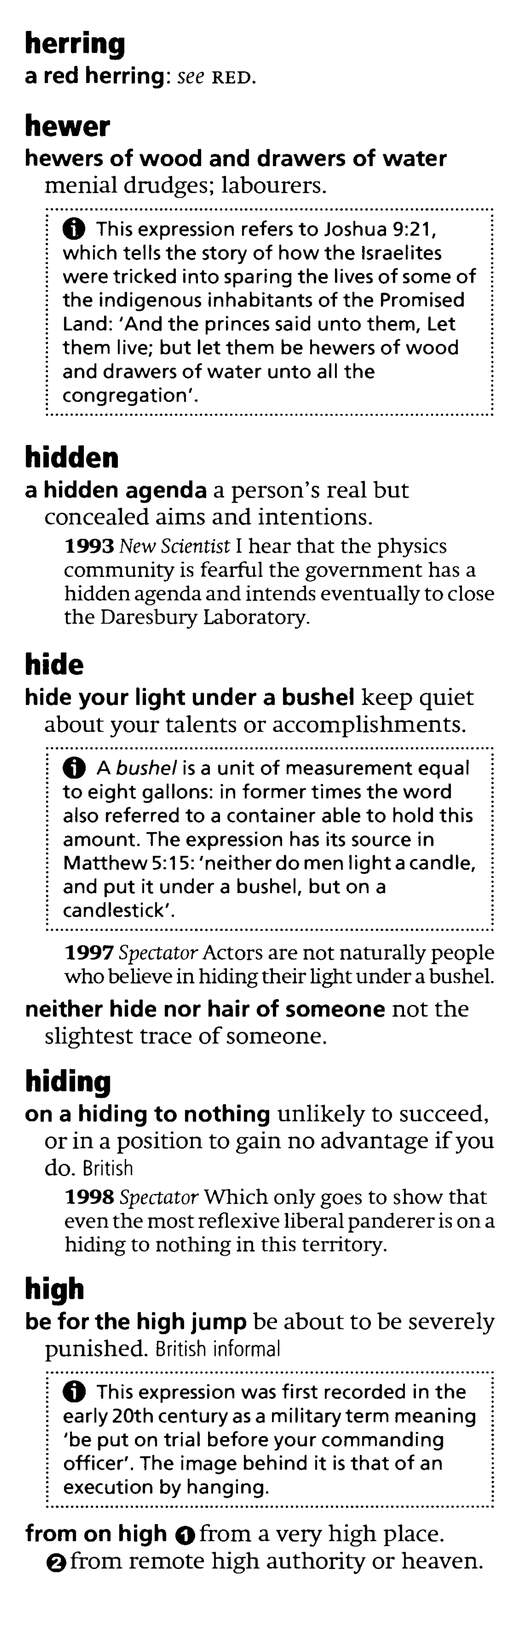 herring
a red herring: see RED.
hewer
hewers of wood and drawers of water
menial drudges; labourers.
ℹ This expression refers to Joshua 9:21,
which tells the story of how the Israelites
were tricked into sparing the lives of some of
the indigenous inhabitants of the Promised
Land: ‘And the princes said unto them, Let
them live; but let them be hewers of wood
and drawers of water unto all the
congregation’.
hidden
a hidden agenda a person’s real but
concealed aims and intentions.
1993 New Scientist I hear that the physics
community is fearful the government has a
hidden agenda and intends eventually to close
the Daresbury Laboratory.
hide
hide your light under a bushel keep quiet
about your talents or accomplishments.
ℹ A bushel is a unit of measurement equal
to eight gallons: in former times the word
also referred to a container able to hold this
amount. The expression has its source in
Matthew 5:15: ‘neither do men light a candle,
and put it under a bushel, but on a
candlestick’.
1997 Spectator Actors are not naturally people
who believe in hiding their light under a bushel.
neither hide nor hair of someone not the
slightest trace of someone.
hiding
on a hiding to nothing unlikely to succeed,
or in a position to gain no advantage if you
do. British
1998 Spectator Which only goes to show that
even the most reflexive liberal panderer is on a
hiding to nothing in this territory.
high
be for the high jump be about to be severely
punished. British informal
ℹ This expression was first recorded in the
early 20th century as a military term meaning
‘be put on trial before your commanding
officer’. The image behind it is that of an
execution by hanging.
from on high ❶ from a very high place.
❷ from remote high authority or heaven.